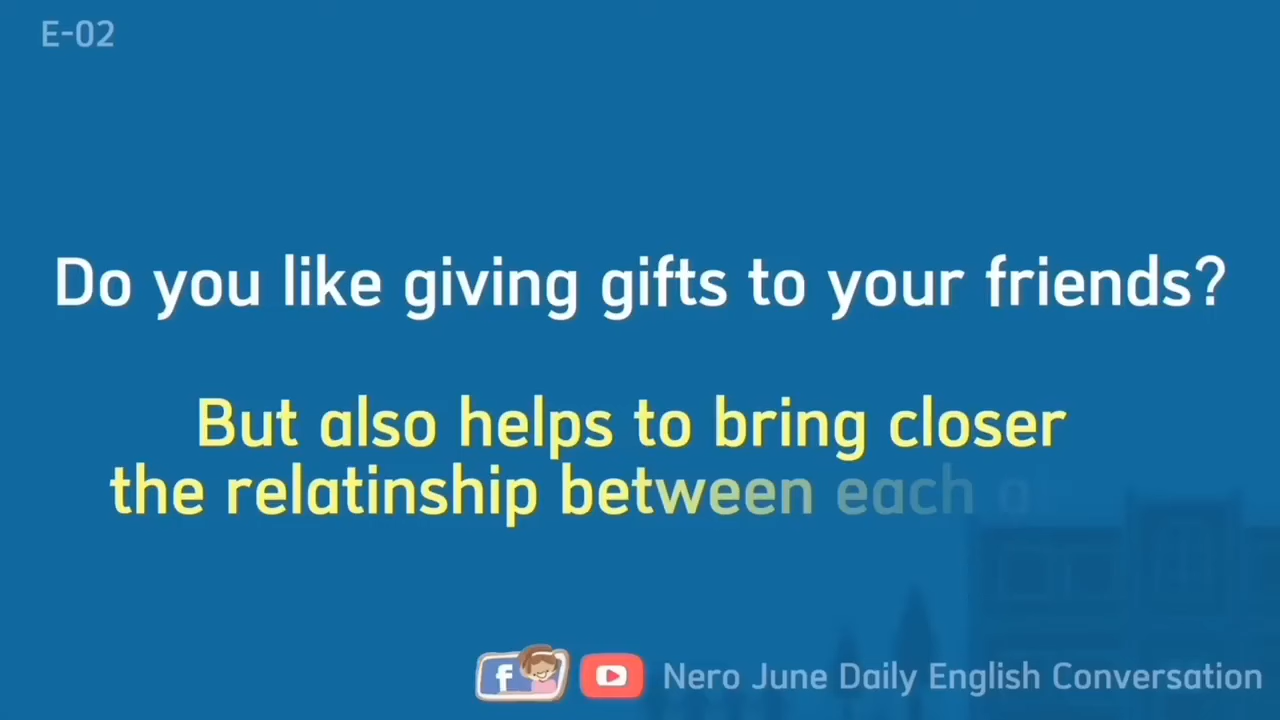 E-02
Do you like giving gifts to your friends?
But also helps to bring closer
the relatinship between each
Nero June Daily English Conversation